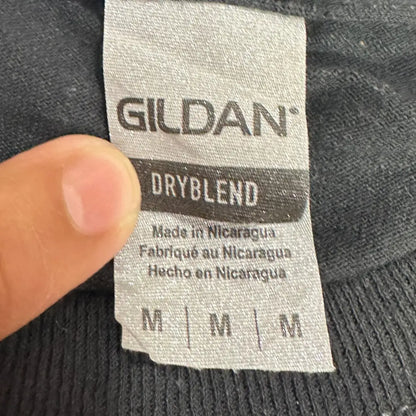 GILDAN®
DRYBLEND
Made in Nicaragua
Fabriqué au Nicaragua
Hecho en Nicaragua
M | M | M